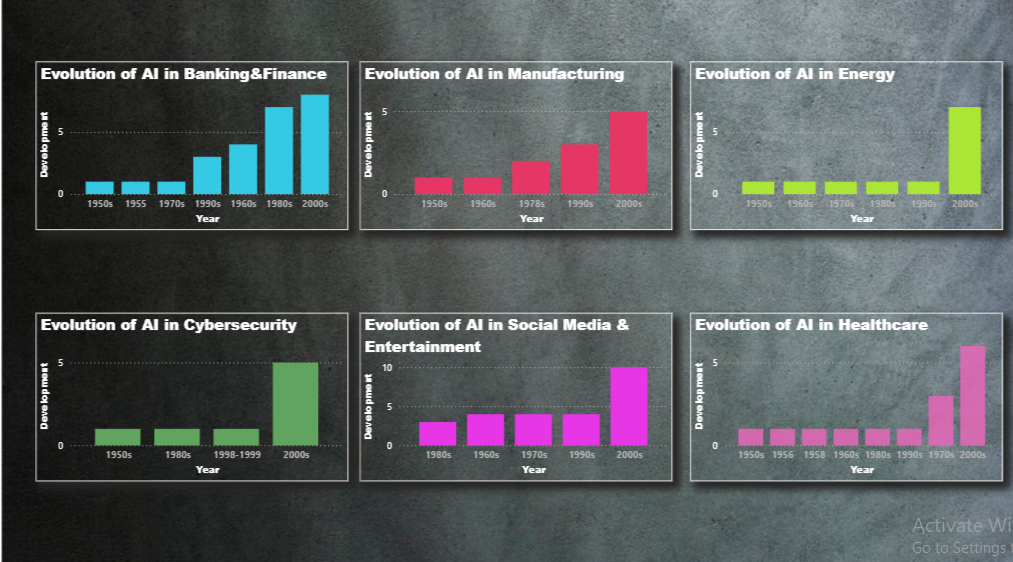 Evolution of AI in Banking&Finance
Development
5
0
1950s 1955 1970s 1990s 1960s 1980s 2000s
Year
Evolution of AI in Manufacturing
Development
5
0
1950s 1960s 1978s 1990s 2000s
Year
Evolution of AI in Energy
Development
5
0
1950s 1960s 1970s 1980s 1990s 2000s
Year
Evolution of AI in Cybersecurity
Development
5
0
1950s 1980s 1998-1999 2000s
Year
Evolution of AI in Social Media &
Entertainment
Development
10
5
0
1980s 1960s 1970s 1990s 2000s
Year
Evolution of AI in Healthcare
Development
5
0
1950s 1956 1958 1960s 1980s 1990s 1970s 2000s
Year
Activate Wi
Go to Settings